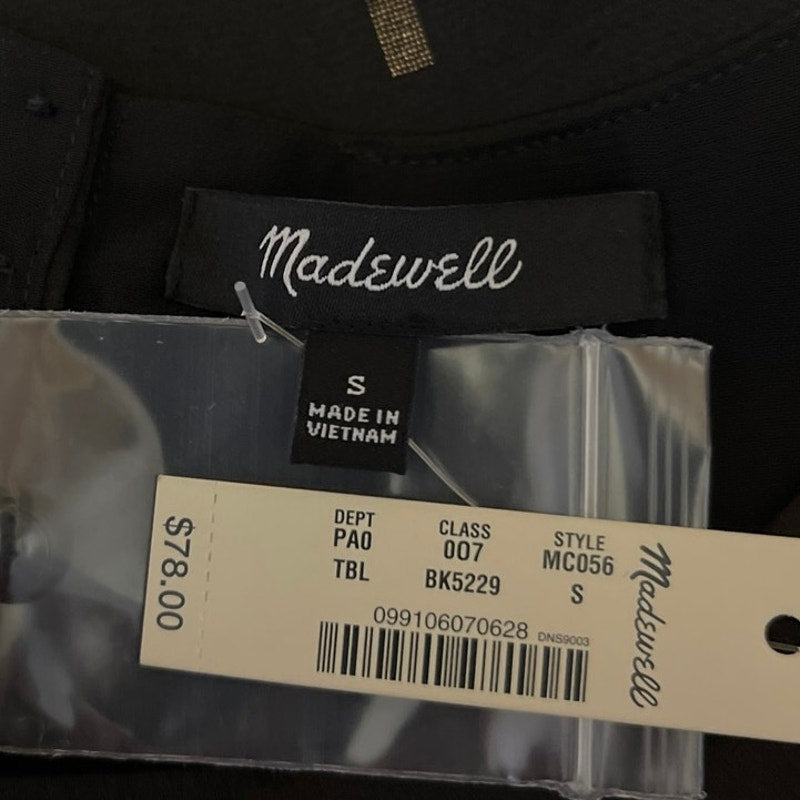 Madewell
S
MADE IN
VIETNAM
$78.00
DEPT
PA0
TBL
CLASS
007
BK5229
STYLE
MC056
S
Madewell
099106070628 DNS9003